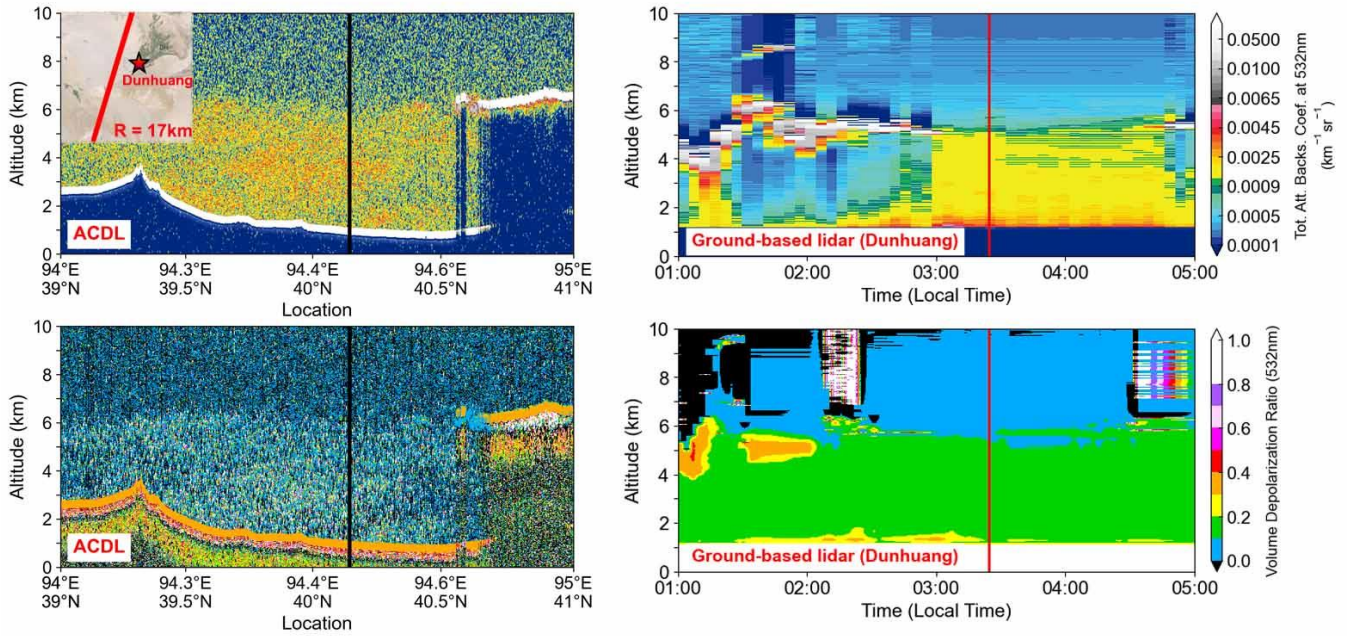 10
8
6
4
2
0
Altitude (km)
Dunhuang
R = 17km
ACDL
94°E 94.3°E 94.4°E 94.6°E 95°E
39°N 39.5°N 40°N 40.5°N 41°N
Location
10
8
6
4
2
0
Altitude (km)
Ground-based lidar (Dunhuang)
01:00 02:00 03:00 04:00 05:00
Time (Local Time)
0.0500
0.0100
0.0065
0.0045
0.0025
0.0009
0.0005
0.0001
Tot. Att. Backs.⁻¹ Coef. at 532nm
(km⁻¹ sr⁻¹)
10
8
6
4
2
0
Altitude (km)
ACDL
94°E 94.3°E 94.4°E 94.6°E 95°E
39°N 39.5°N 40°N 40.5°N 41°N
Location
10
8
6
4
2
0
Altitude (km)
Ground-based lidar (Dunhuang)
01:00 02:00 03:00 04:00 05:00
Time (Local Time)
1.0
0.8
0.6
0.4
0.2
0.0
Volume Depolarization Ratio (532nm)